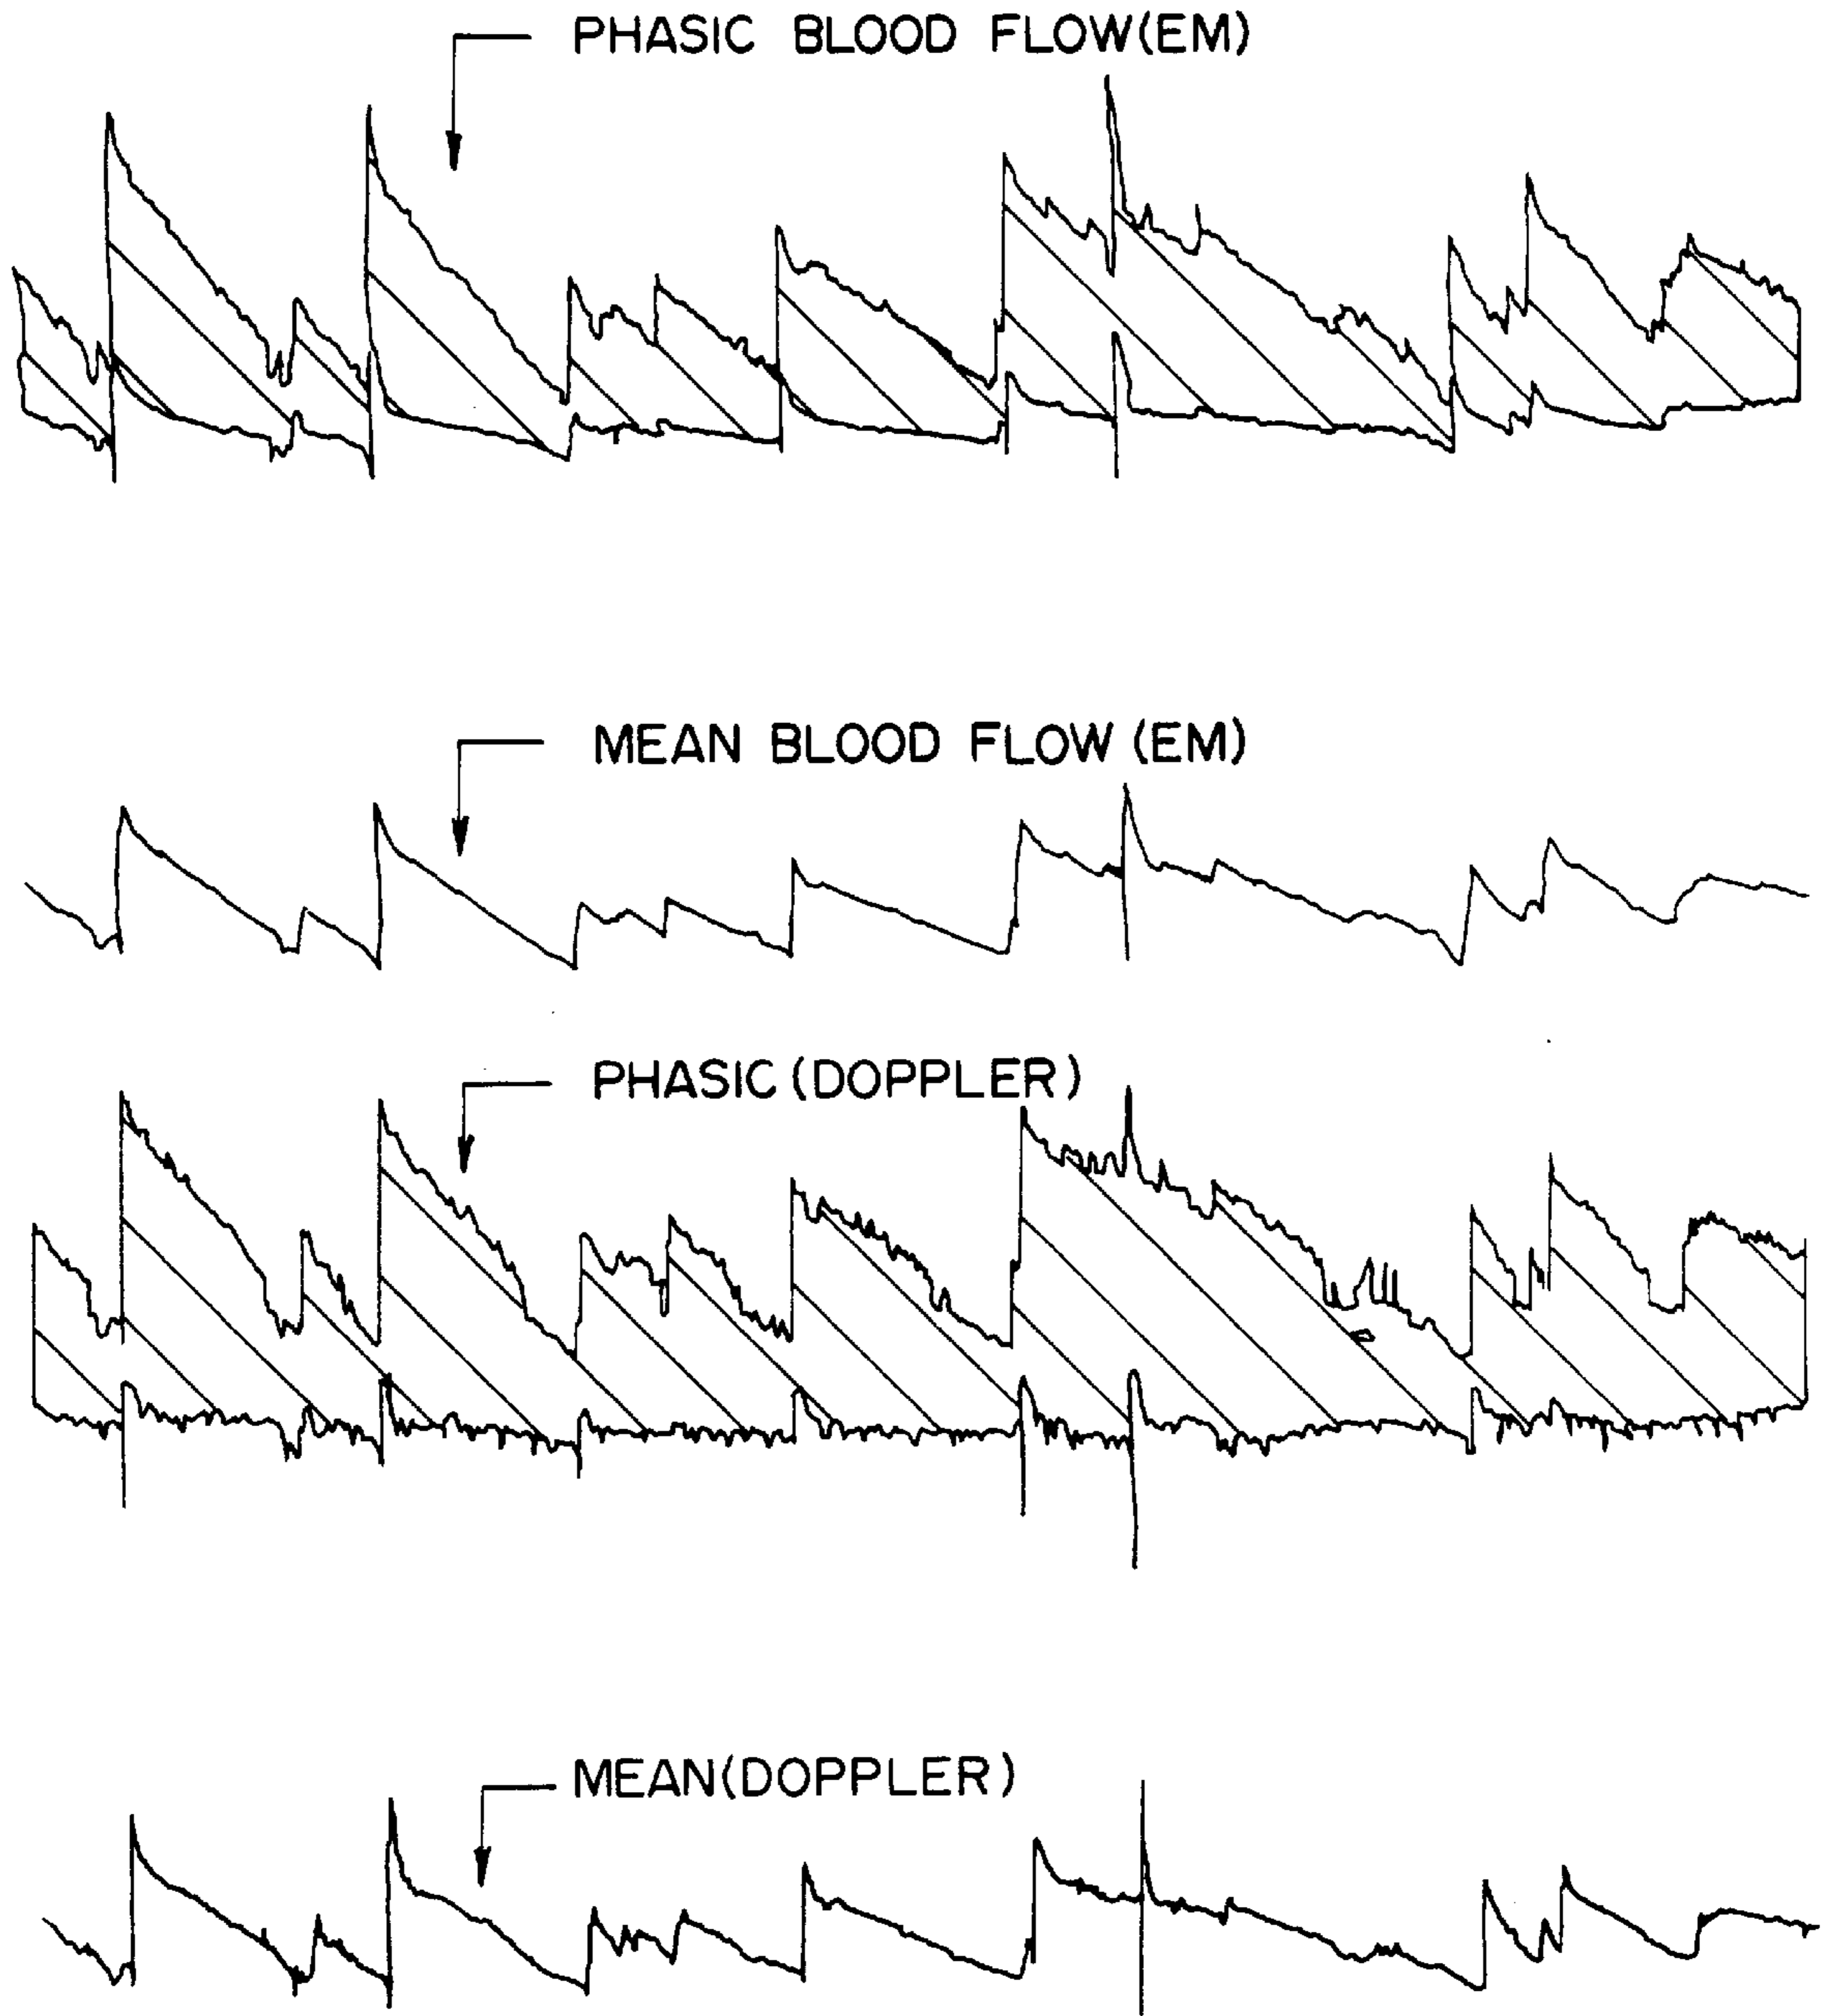 PHASIC BLOOD FLOW(EM)
MEAN BLOOD FLOW (EM)
PHASIC (DOPPLER)
MEAN(DOPPLER)